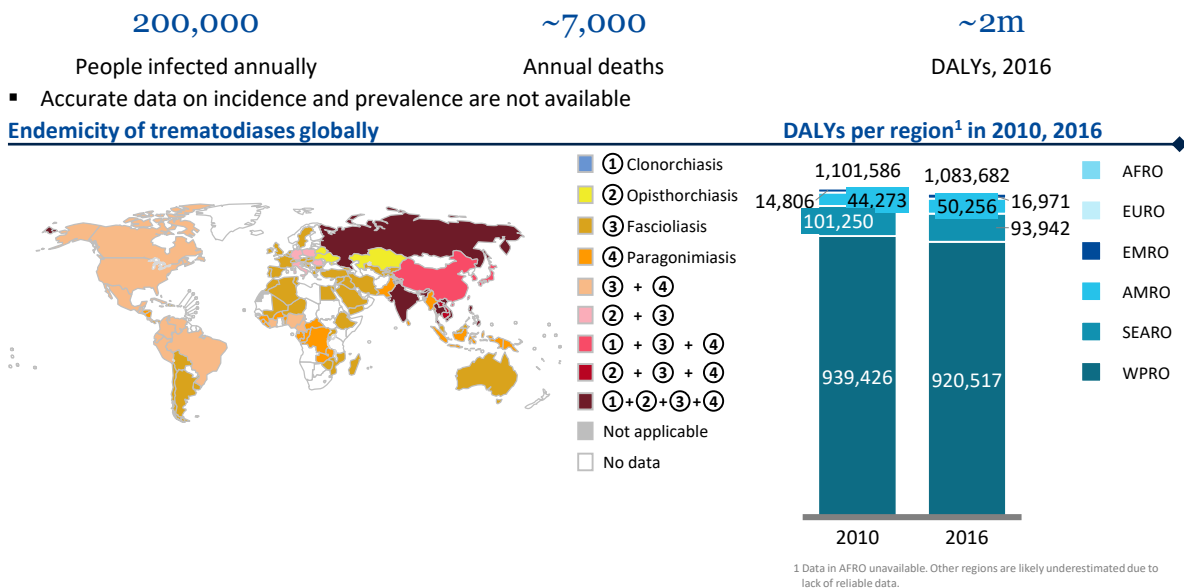 200,000
~7,000
~2m
People infected annually
Annual deaths
DALYs, 2016
▪ Accurate data on incidence and prevalence are not available
Endemicity of trematodiases globally
DALYs per region1 in 2010, 2016
1 Clonorchiasis
2 Opisthorchiasis
3 Fascioliasis
4 Paragonimiasis
3 + 4
2 + 3
1 + 3 + 4
2 + 3 + 4
1+2+3+4
Not applicable
No data
1,101,586
1,083,682
14,806
44,273
50,256
16,971
101,250
93,942
939,426
920,517
2010
2016
AFRO
EURO
EMRO
AMRO
SEARO
WPRO
1 Data in AFRO unavailable. Other regions are likely underestimated due to
lack of reliable data.